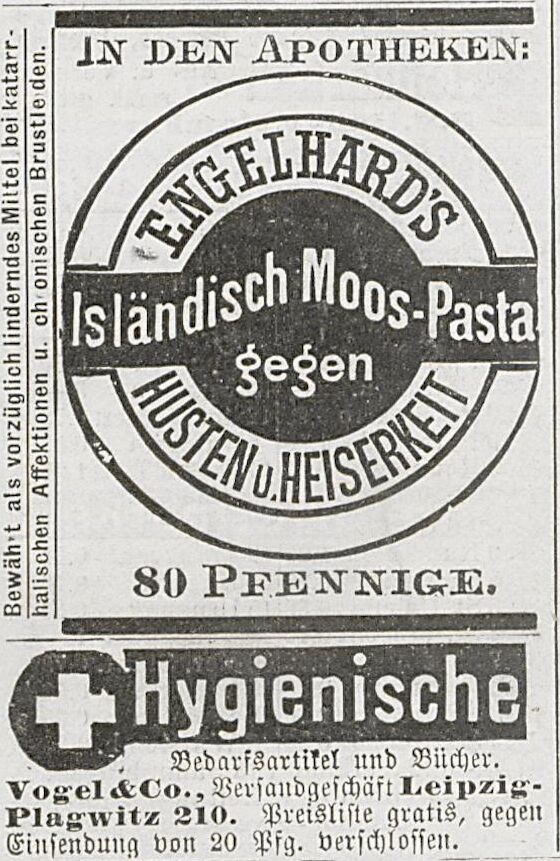 Bewährt als vorzüglich linderndes Mittel bei katarr-
halischen Affektionen u. chronischen Brustleiden.
IN DEN APOTHEKEN:
ENGELHARD'S
Isländisch Moos-Pasta
gegen
HUSTEN u. HEISERKEIT
80 PFENNIGE.
Hygienische
Bedarfsartikel und Bücher.
Vogel & Co., Versandgeschäft Leipzig-
Plagwitz 210. Preisliste gratis, gegen
Einsendung von 20 Pfg. verschlossen.